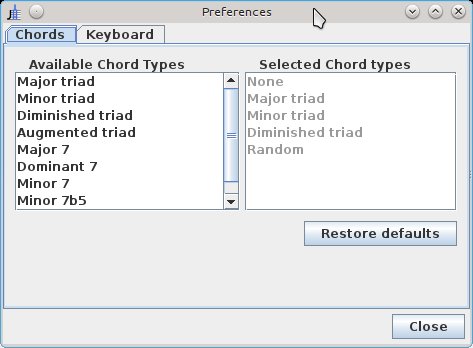 Preferences
Chords Keyboard
Available Chord Types
Major triad
Minor triad
Diminished triad
Augmented triad
Major 7
Dominant 7
Minor 7
Minor 7b5
Selected Chord types
None
Major triad
Minor triad
Diminished triad
Random
Restore defaults
Close